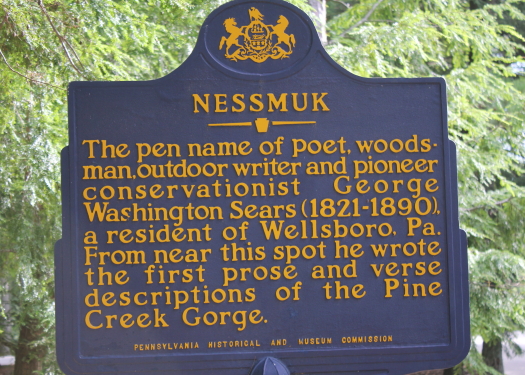 NESSMUK
The pen name of poet, woods-
man, outdoor writer and pioneer
conservationist George
Washington Sears (1821-1890),
a resident of Wellsboro, Pa.
From near this spot he wrote
the first prose and verse
descriptions of the Pine
Creek Gorge.
PENNSYLVANIA HISTORICAL AND MUSEUM COMMISSION